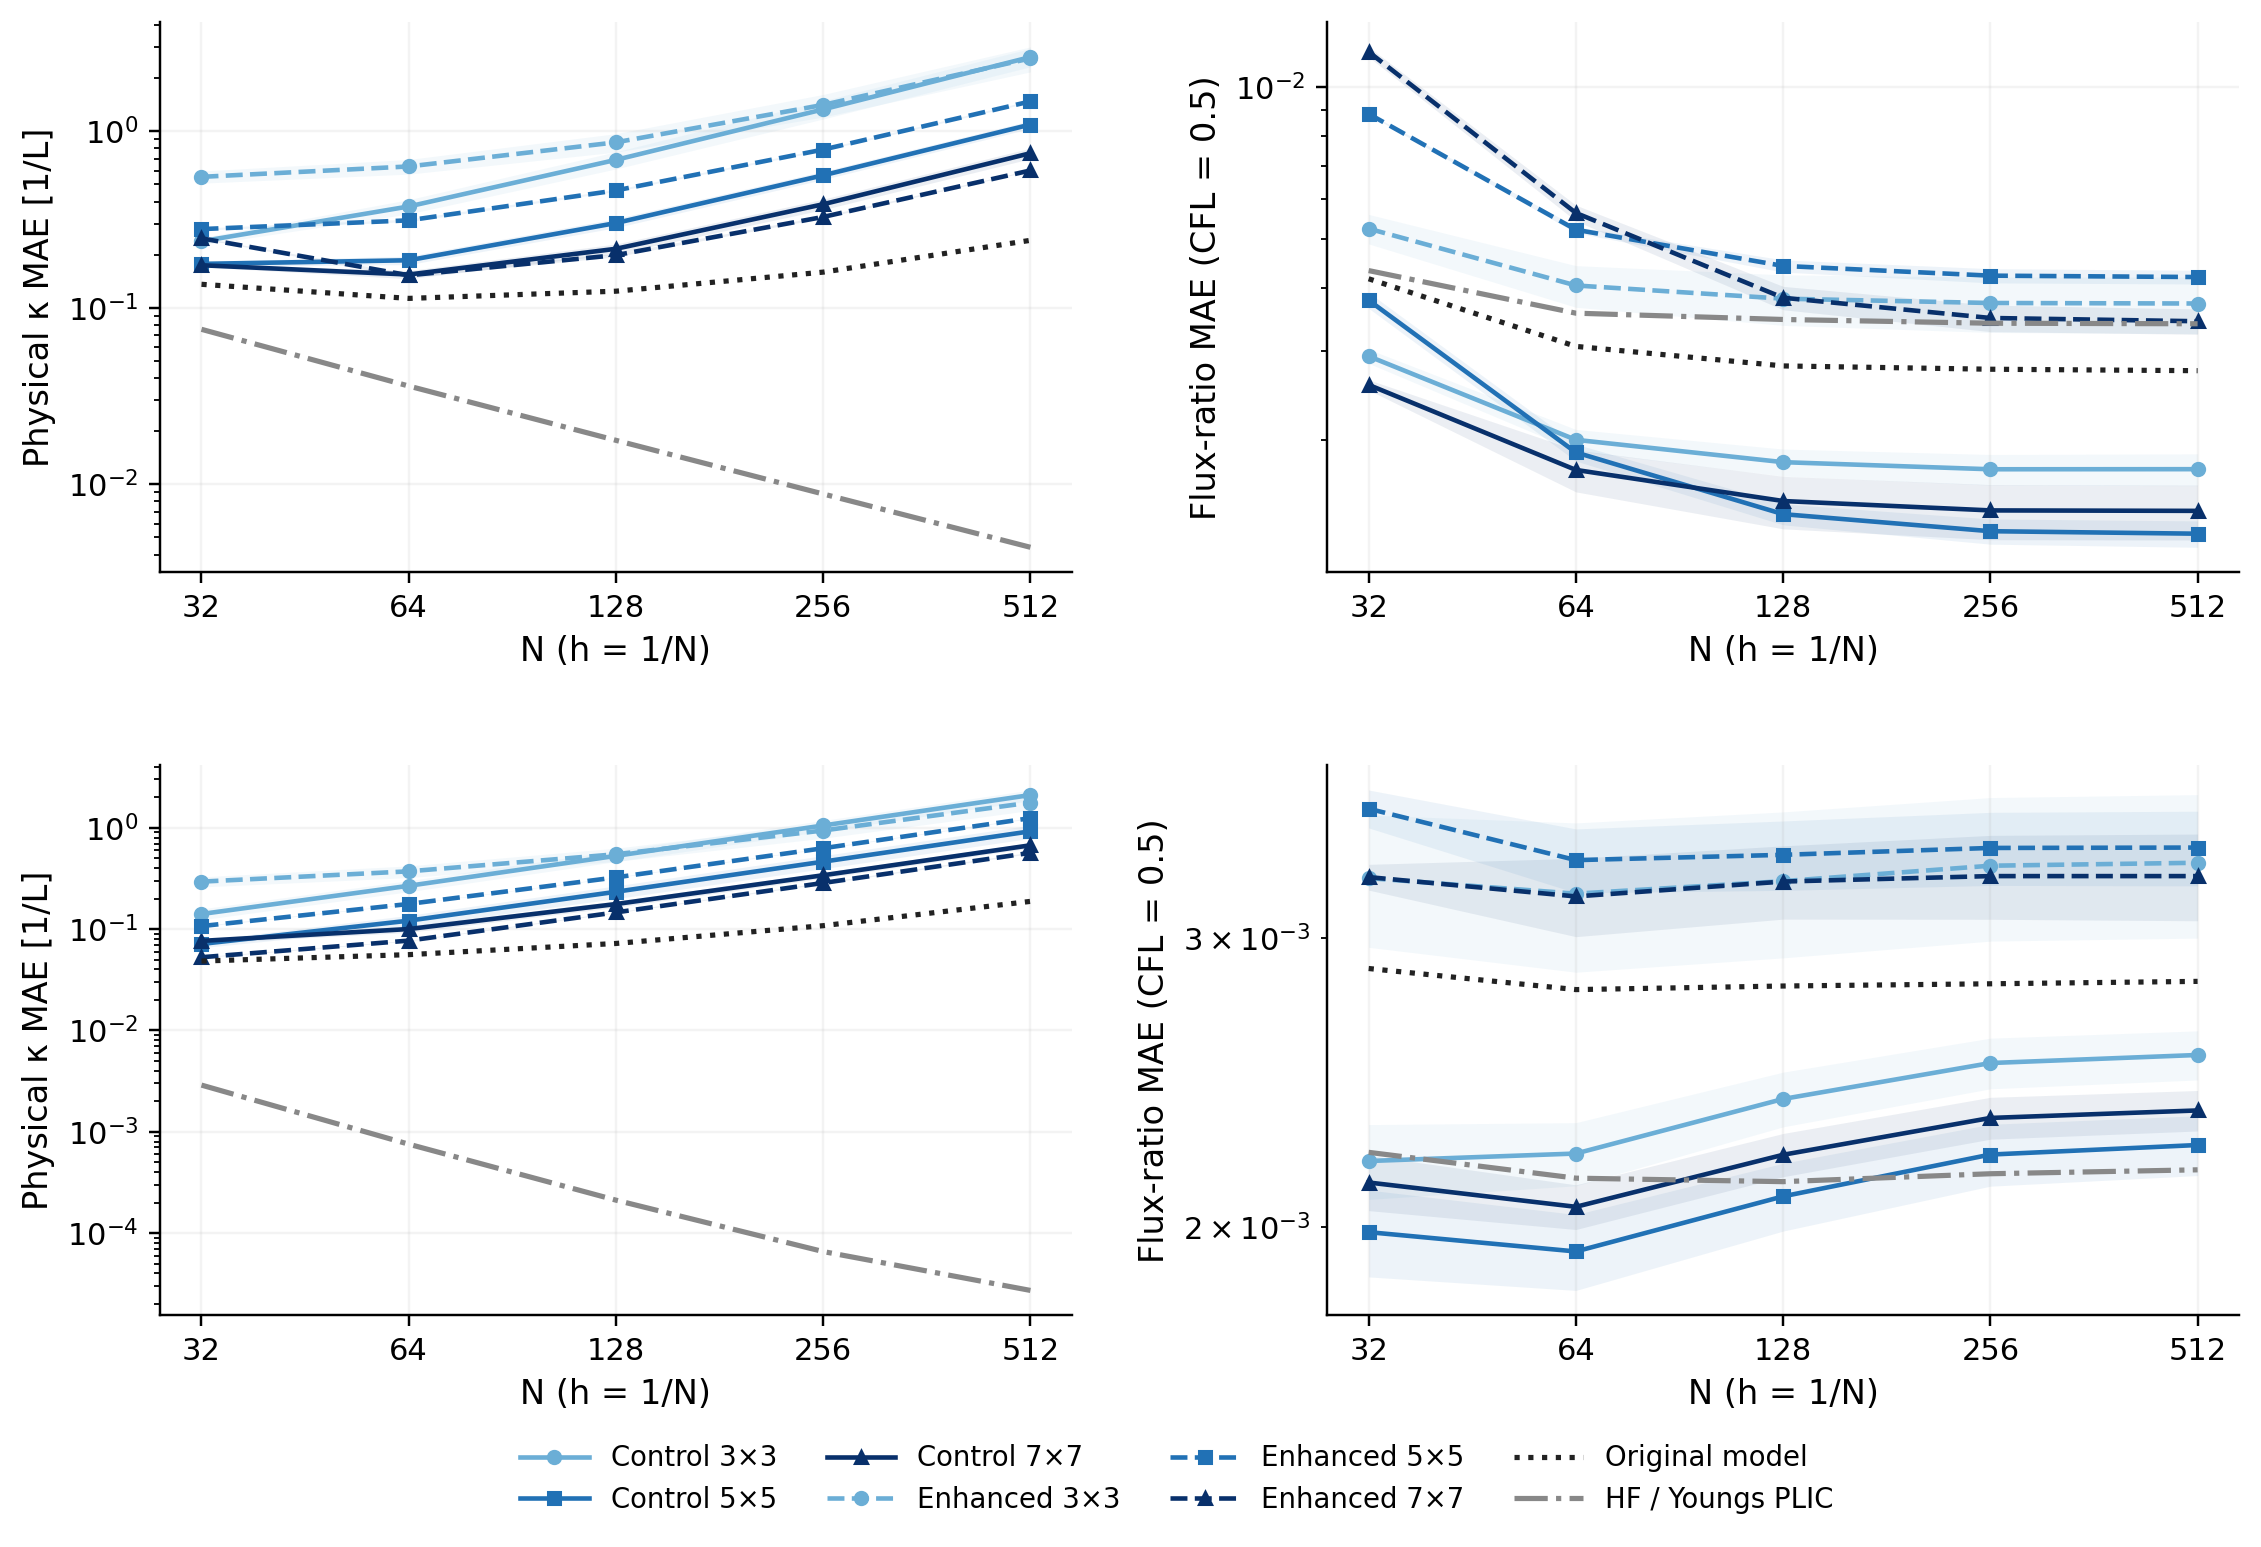 Physical κ MAE [1/L]
10⁰
10⁻¹
10⁻²
32 64 128 256 512
N (h = 1/N)
Flux-ratio MAE (CFL = 0.5)
10⁻²
32 64 128 256 512
N (h = 1/N)
Physical κ MAE [1/L]
10⁰
10⁻¹
10⁻²
10⁻³
10⁻⁴
32 64 128 256 512
N (h = 1/N)
Flux-ratio MAE (CFL = 0.5)
3 × 10⁻³
2 × 10⁻³
32 64 128 256 512
N (h = 1/N)
Control 3×3 Control 7×7 Enhanced 5×5 Original model
Control 5×5 Enhanced 3×3 Enhanced 7×7 HF / Youngs PLIC